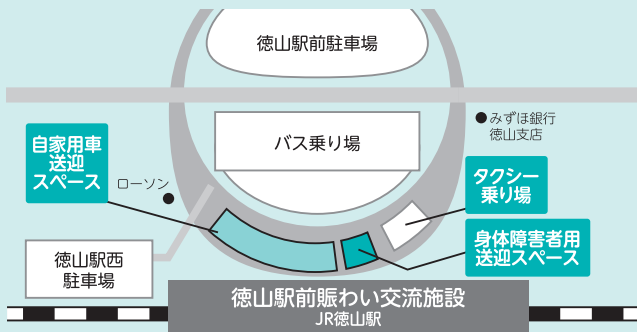 徳山駅前駐車場
みずほ銀行
徳山支店
バス乗り場
自家用車
送迎
スペース
ローソン
タクシー
乗り場
身体障害者用
送迎スペース
徳山駅西
駐車場
徳山駅前賑わい交流施設
JR徳山駅